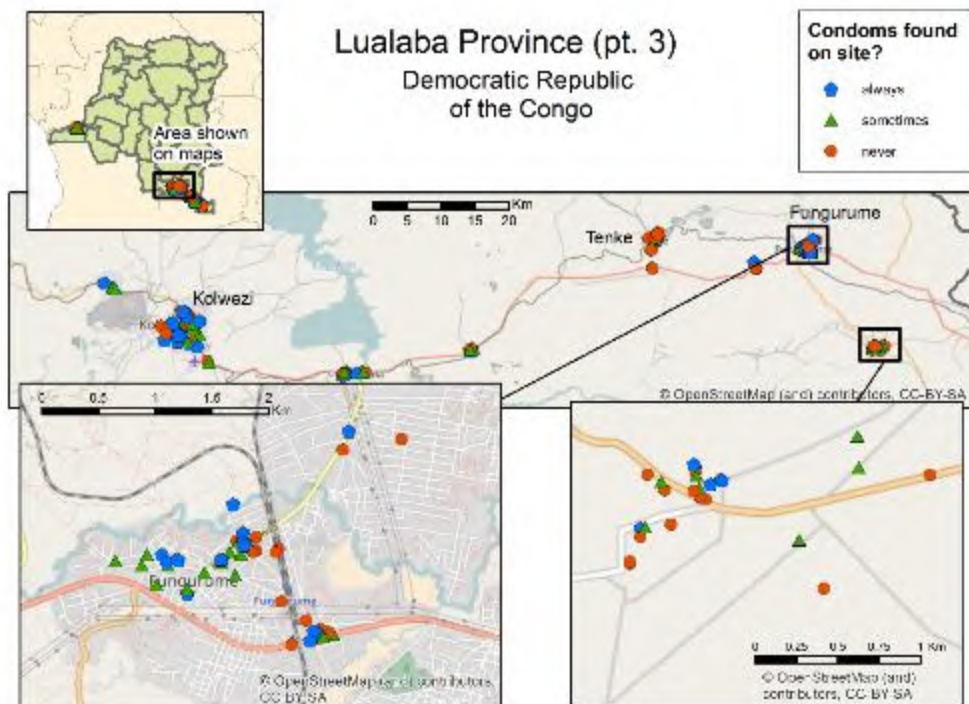 Lualaba Province (pt. 3)
Democratic Republic
of the Congo
Condoms found
on site?
always
sometimes
never
Area shown
on maps
Km
0 5 10 15 20
Fungurume
Tenke
Kolwezi
© OpenStreetMap (and) contributors, CC-BY-SA
0 0.5 1 1.6 2
Km
Fungurume
Fungurume
© OpenStreetMap (and) contributors
CC BY-SA
0 0.25 0.5 0.75 1 Km
© OpenStreetMap (and)
contributors, CC-BY-SA